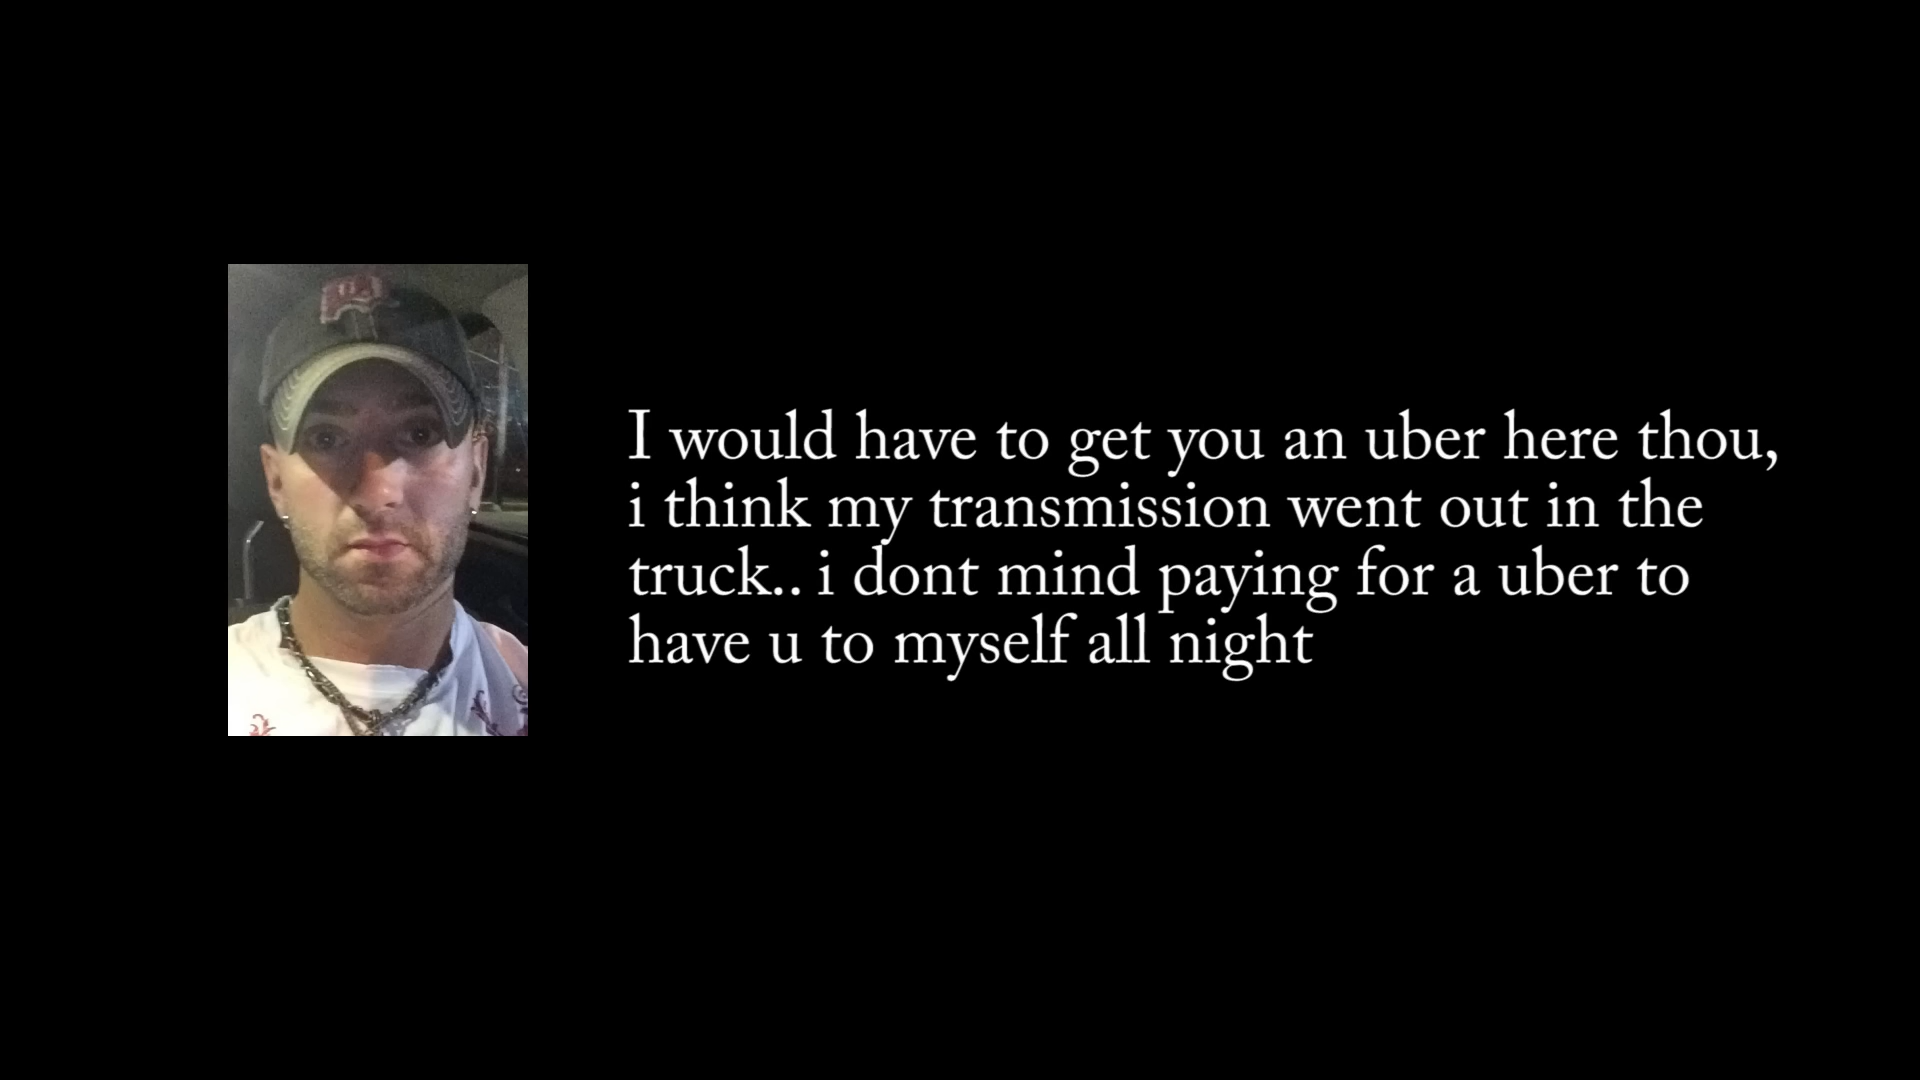 I would have to get you an uber here thou,
i think my transmission went out in the
truck.. i dont mind paying for a uber to
have u to myself all night